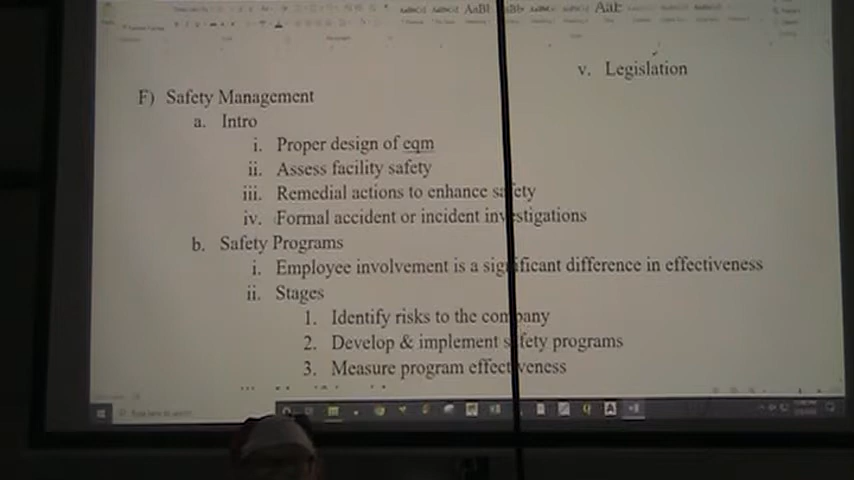 v. Legislation
F) Safety Management
a. Intro
i. Proper design of eqm
ii. Assess facility safety
iii. Remedial actions to enhance safety
iv. Formal accident or incident investigations
b. Safety Programs
i. Employee involvement is a significant difference in effectiveness
ii. Stages
1. Identify risks to the company
2. Develop & implement safety programs
3. Measure program effectiveness